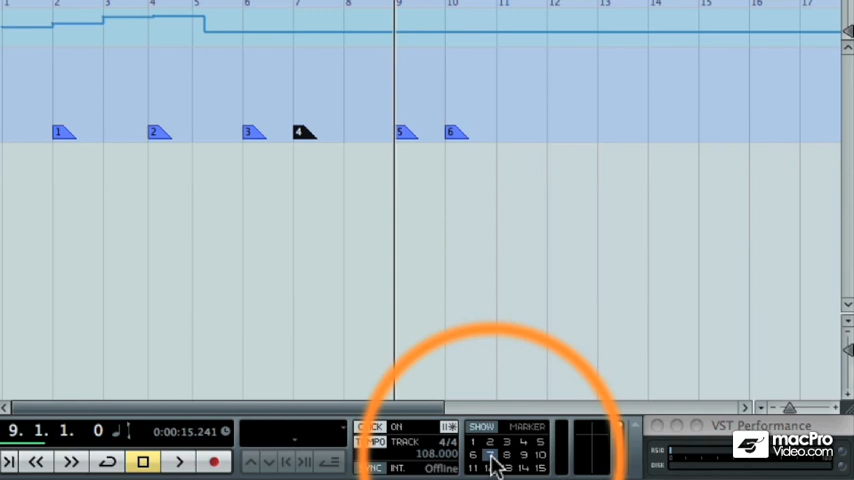 1 2 3 4 5 6 7 8 9 10 11 12 13 14 15 16 17
1 2 3 4 5 6
9. 1. 1. 0 0:00:15.241
CLICK ON
TEMPO TRACK 4/4
108.000
SYNC INT. Offline
SHOW MARKER
1 2 3 4 5
6 7 8 9 10
11 12 13 14 15
VST Performance
ASIO
DISK
macPro
Video.com